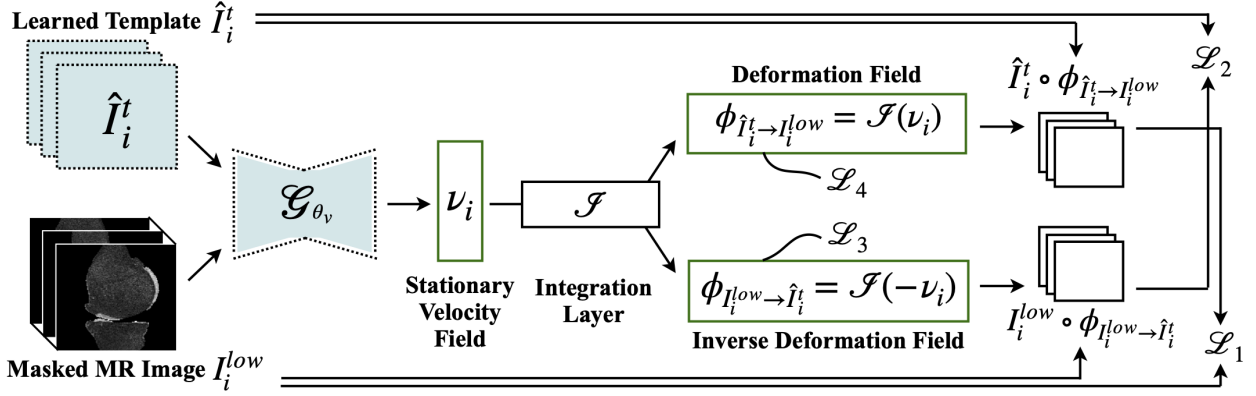 Learned Template Î_i^t
Î_i^t
𝒢_{θ_v}
Masked MR Image I_i^{low}
ν_i
Stationary
Velocity
Field
ℐ
Integration
Layer
Deformation Field
ϕ_{Î_i^t→I_i^{low}} = ℐ(ν_i)
ℒ_4
ℒ_3
ϕ_{I_i^{low}→Î_i^t} = ℐ(−ν_i)
Inverse Deformation Field
Î_i^t ∘ ϕ_{Î_i^t→I_i^{low}}
I_i^{low} ∘ ϕ_{I_i^{low}→Î_i^t}
ℒ_2
ℒ_1